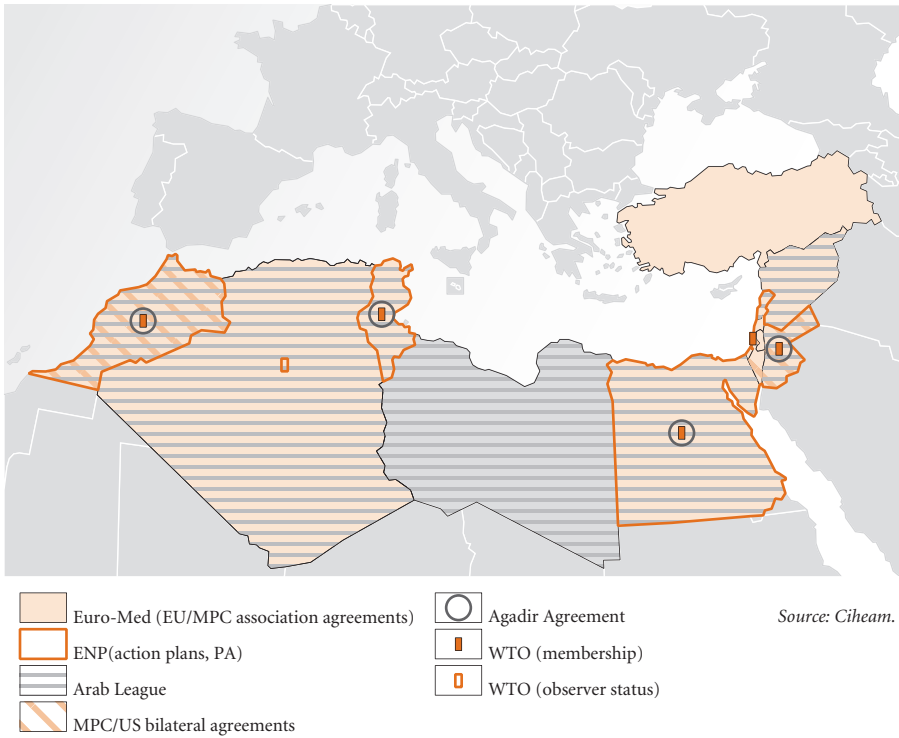 Euro-Med (EU/MPC association agreements)
ENP(action plans, PA)
Arab League
MPC/US bilateral agreements
Agadir Agreement
WTO (membership)
WTO (observer status)
Source: Ciheam.